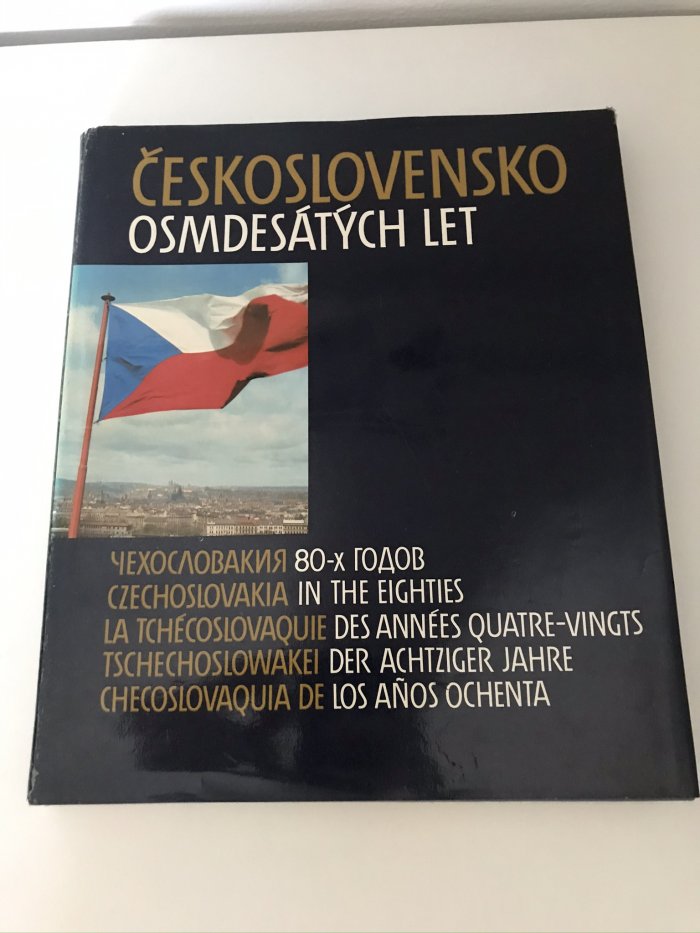 ČESKOSLOVENSKO
OSMDESÁTÝCH LET
ЧЕХОСЛОВАКИЯ 80-х ГОДОВ
CZECHOSLOVAKIA IN THE EIGHTIES
LA TCHÉCOSLOVAQUIE DES ANNÉES QUATRE-VINGTS
TSCHECHOSLOWAKEI DER ACHTZIGER JAHRE
CHECOSLOVAQUIA DE LOS AÑOS OCHENTA